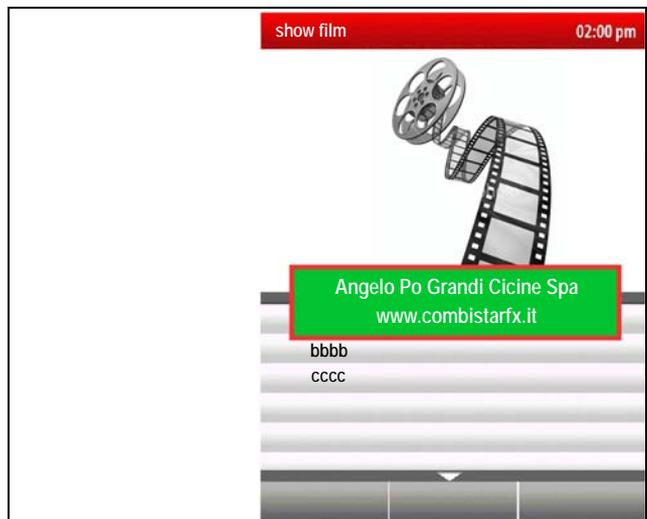 show film
02:00 pm
Angelo Po Grandi Cicine Spa
www.combistarfx.it
bbbb
cccc